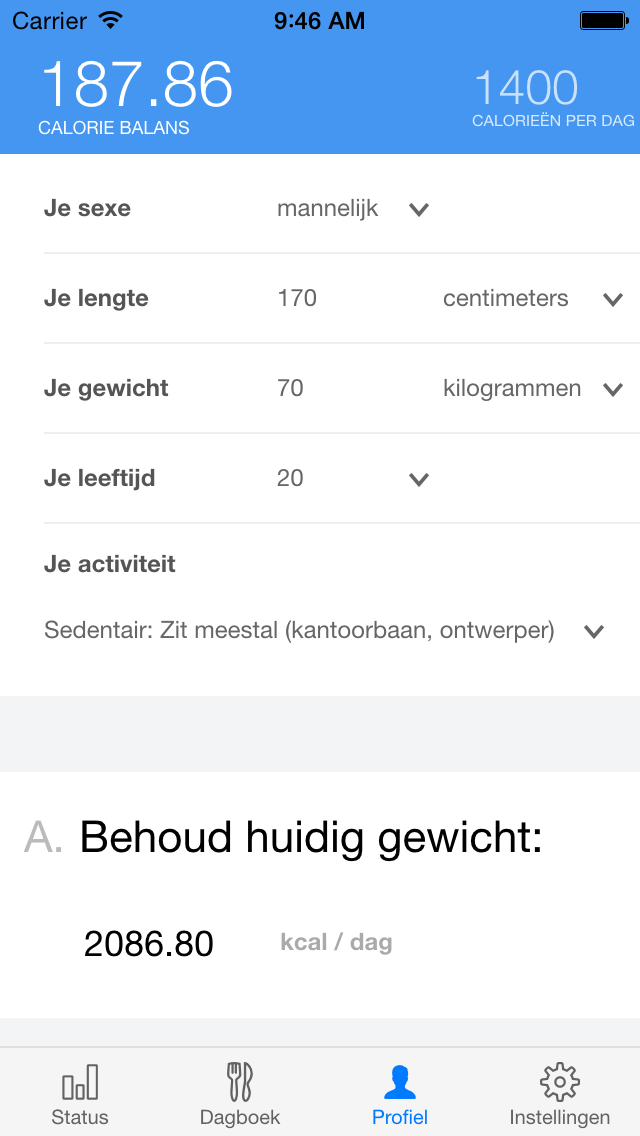 Carrier 9:46 AM
187.86 1400
CALORIE BALANS CALORIEËN PER DAG
Je sexe mannelijk
Je lengte 170 centimeters
Je gewicht 70 kilogrammen
Je leeftijd 20
Je activiteit
Sedentair: Zit meestal (kantoorbaan, ontwerper)
A. Behoud huidig gewicht:
2086.80 kcal / dag
Status Dagboek Profiel Instellingen